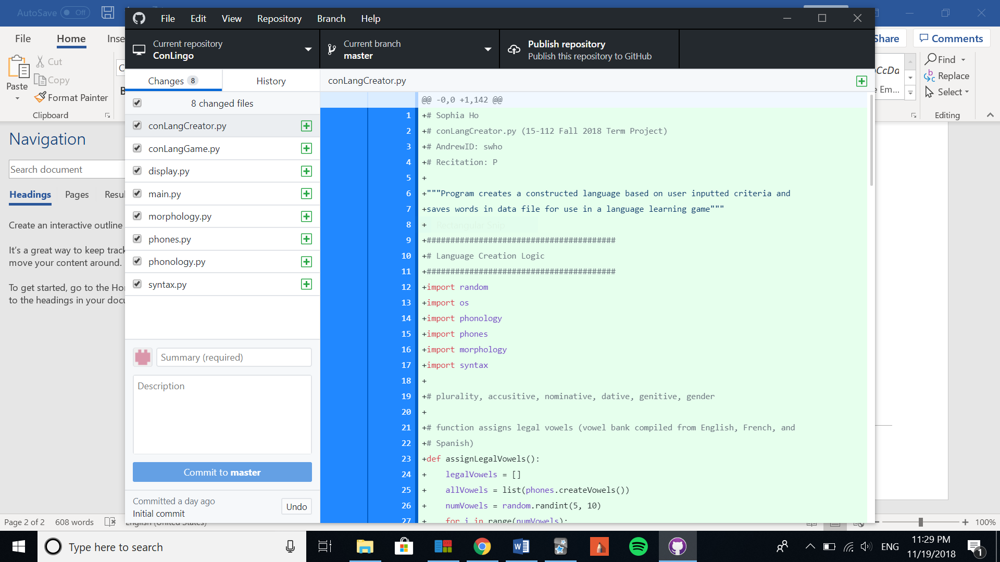 AutoSave Off
File Home Inse
Share Comments
Paste
Cut
Copy
Format Painter
Clipboard
B
CcDd
Em...
Find
Replace
Select
Editing
Navigation
Search document
Headings Pages Resul
Create an interactive outline
It's a great way to keep track
move your content around.
To get started, go to the Ho
to the headings in your docu
File Edit View Repository Branch Help
Current repository
ConLingo
Current branch
master
Publish repository
Publish this repository to GitHub
Changes 8
History
conLangCreator.py
8 changed files
conLangCreator.py
conLangGame.py
display.py
main.py
morphology.py
phones.py
phonology.py
syntax.py
Summary (required)
Description
Commit to master
Committed a day ago
Initial commit
Undo
@@ -0,0 +1,142 @@
1 +# Sophia Ho
2 +# conLangCreator.py (15-112 Fall 2018 Term Project)
3 +# AndrewID: swho
4 +# Recitation: P
5 +
6 +"""Program creates a constructed language based on user inputted criteria and
7 +saves words in data file for use in a language learning game"""
8 +
Rectangular Snip
9 +########################################
10 +# Language Creation Logic
11 +########################################
12 +import random
13 +import os
14 +import phonology
15 +import phones
16 +import morphology
17 +import syntax
18 +
19 +# plurality, accusitive, nominative, dative, genitive, gender
20 +
21 +# function assigns legal vowels (vowel bank compiled from English, French, and
22 +# Spanish)
23 +def assignLegalVowels():
24 +    legalVowels = []
25 +    allVowels = list(phones.createVowels())
26 +    numVowels = random.randint(5, 10)
27 +    for i in range(numVowels):
Page 2 of 2 608 words English (United States)
100%
Type here to search
ENG
11:29 PM
11/19/2018
1